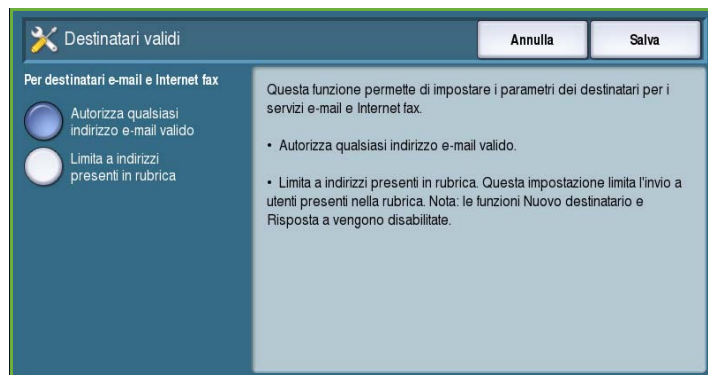 Destinatari validi
Annulla
Salva
Per destinatari e-mail e Internet fax
Autorizza qualsiasi
indirizzo e-mail valido
Limita a indirizzi
presenti in rubrica
Questa funzione permette di impostare i parametri dei destinatari per i
servizi e-mail e Internet fax.
• Autorizza qualsiasi indirizzo e-mail valido.
• Limita a indirizzi presenti in rubrica. Questa impostazione limita l'invio a
utenti presenti nella rubrica. Nota: le funzioni Nuovo destinatario e
Risposta a vengono disabilitate.